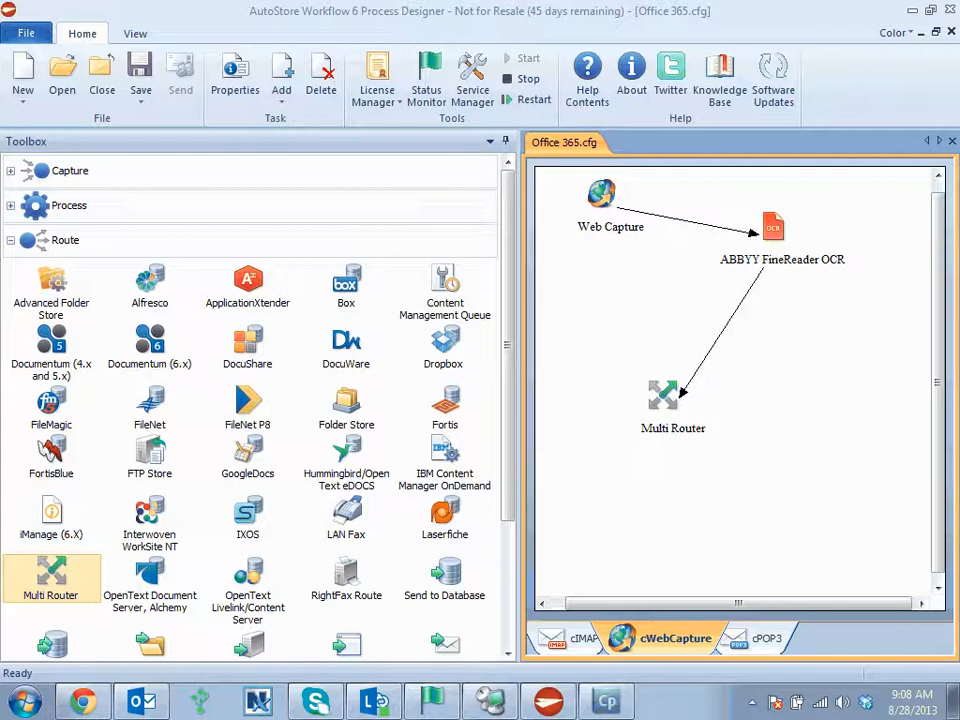 AutoStore Workflow 6 Process Designer - Not for Resale (45 days remaining) - [Office 365.cfg]
File Home View Color
New Open Close Save Send Properties Add Delete License Manager Status Monitor Service Manager Start Stop Restart Help Contents About Twitter Knowledge Base Software Updates
File Task Tools Help
Toolbox
Capture
Process
Route
Advanced Folder Store Alfresco ApplicationXtender Box Content Management Queue
Documentum (4.x and 5.x) Documentum (6.x) DocuShare DocuWare Dropbox
FileMagic FileNet FileNet P8 Folder Store Fortis
FortisBlue FTP Store GoogleDocs Hummingbird/Open Text eDOCS IBM Content Manager OnDemand
iManage (6.X) Interwoven WorkSite NT IXOS LAN Fax Laserfiche
Multi Router OpenText Document Server, Alchemy OpenText Livelink/Content Server RightFax Route Send to Database
Office 365.cfg
Web Capture
OCR
ABBYY FineReader OCR
Multi Router
IMAP cIMAP cWebCapture POP3 cPOP3
Ready
Cp
9:08 AM
8/28/2013